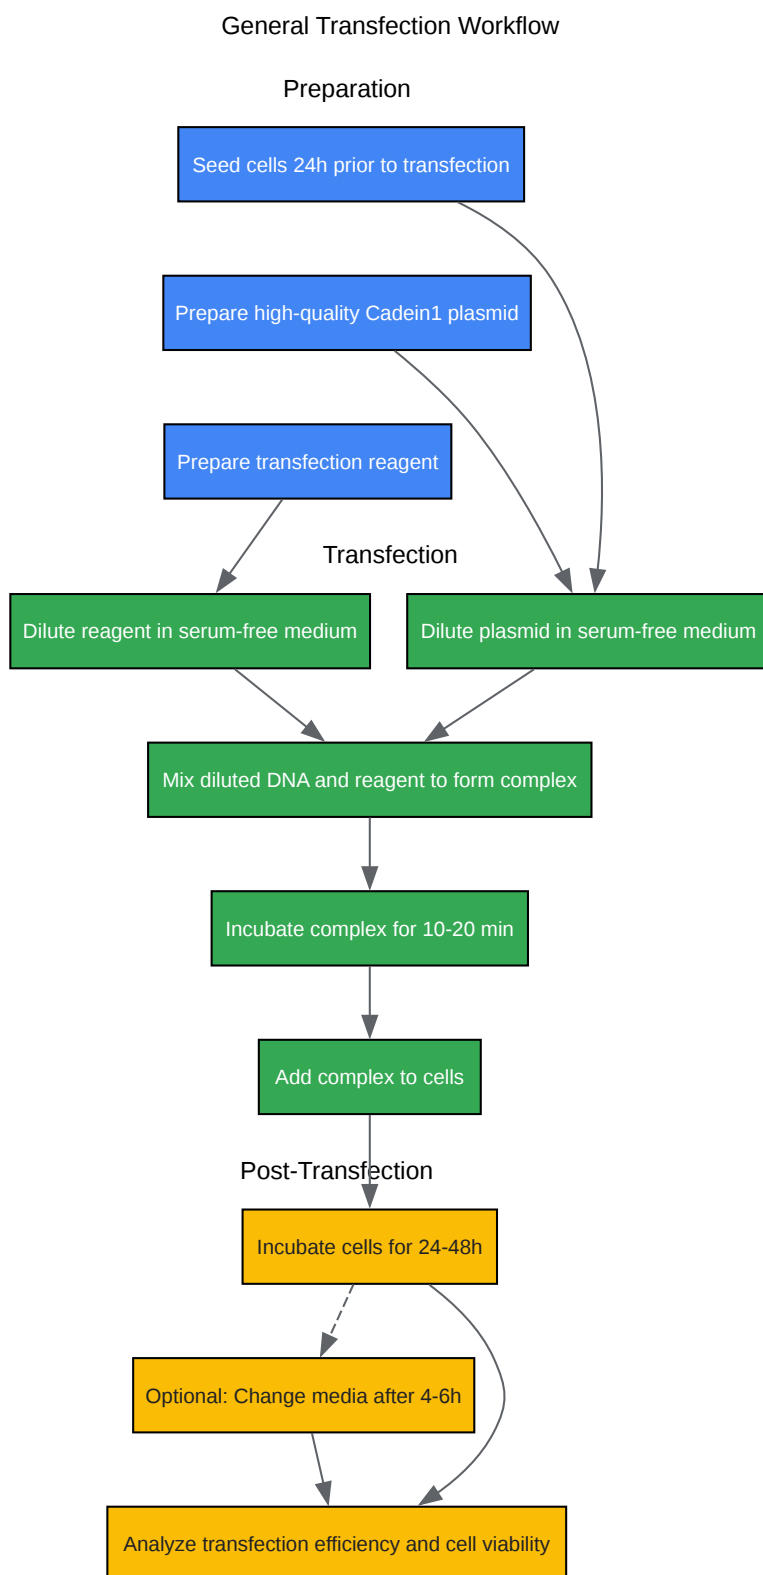 General Transfection Workflow
Preparation
Seed cells 24h prior to transfection
Prepare high-quality Cadein1 plasmid
Prepare transfection reagent
Transfection
Dilute reagent in serum-free medium
Dilute plasmid in serum-free medium
Mix diluted DNA and reagent to form complex
Incubate complex for 10-20 min
Add complex to cells
Post-Transfection
Incubate cells for 24-48h
Optional: Change media after 4-6h
Analyze transfection efficiency and cell viability